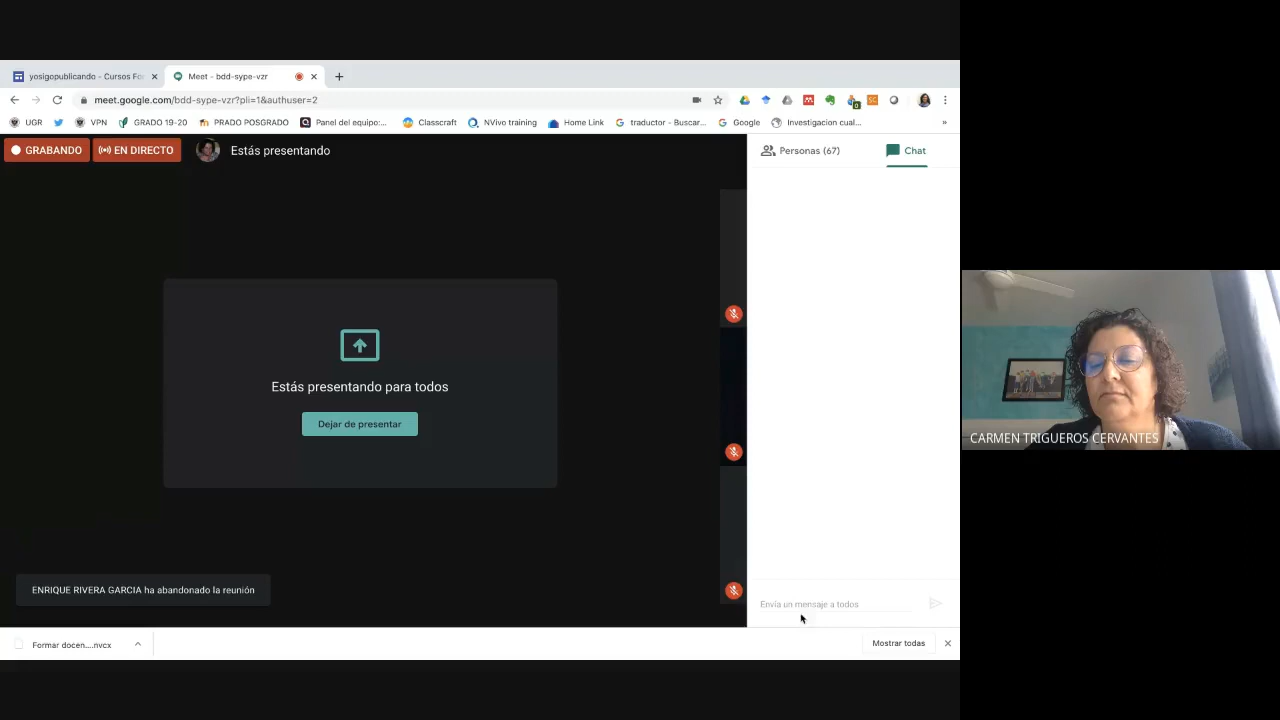 yosigopublicando - Cursos Fo
Meet - bdd-sype-vzr
meet.google.com/bdd-sype-vzr?pli=1&authuser=2
UGR
VPN
GRADO 19-20
PRADO POSGRADO
Panel del equipo:...
Classcraft
NVivo training
Home Link
traductor - Buscar...
Google
Investigacion cual...
»
GRABANDO
EN DIRECTO
Estás presentando
Personas (67)
Chat
Estás presentando para todos
Dejar de presentar
CARMEN TRIGUEROS CERVANTES
ENRIQUE RIVERA GARCIA ha abandonado la reunión
Envía un mensaje a todos
Formar docen....nvcx
Mostrar todas